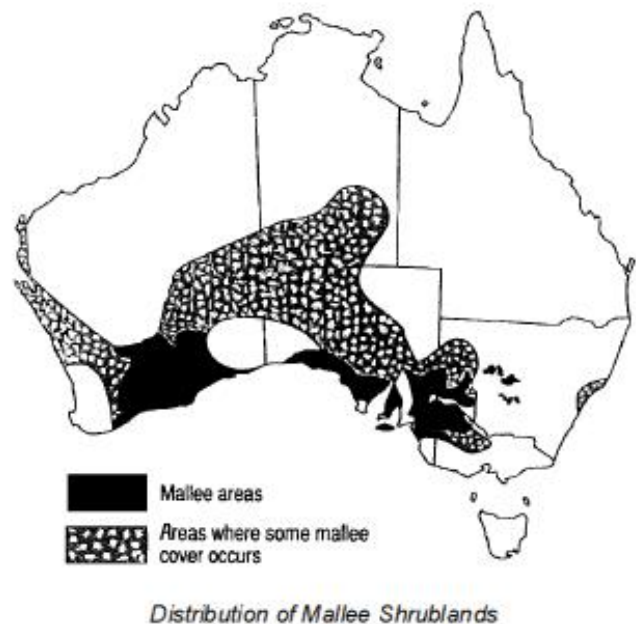 Mallee areas
Areas where some mallee
cover occurs
Distribution of Mallee Shrublands